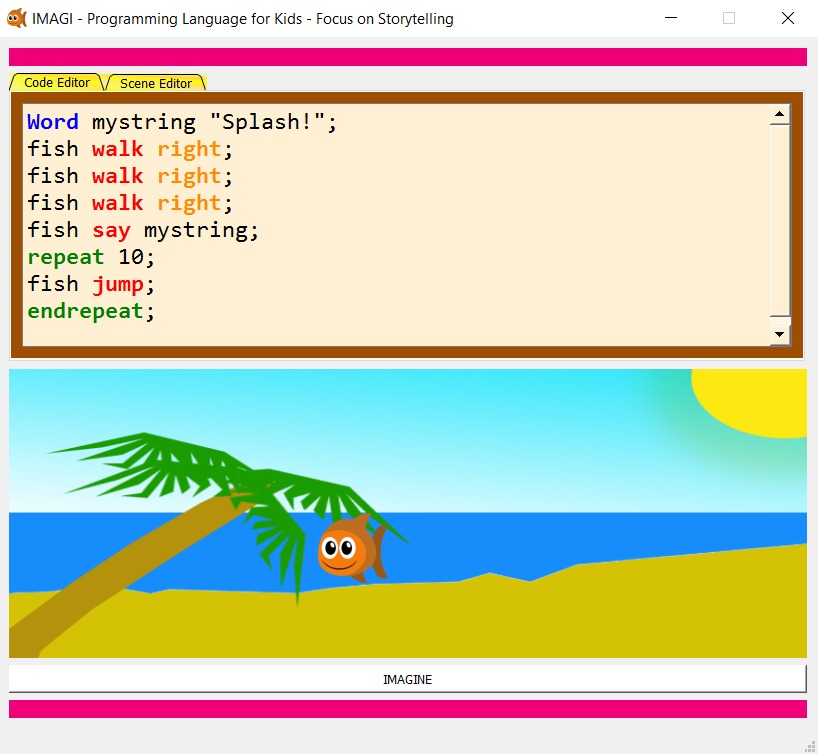 IMAGI - Programming Language for Kids - Focus on Storytelling
Code Editor Scene Editor
Word mystring "Splash!";
fish walk right;
fish walk right;
fish walk right;
fish say mystring;
repeat 10;
fish jump;
endrepeat;
IMAGINE